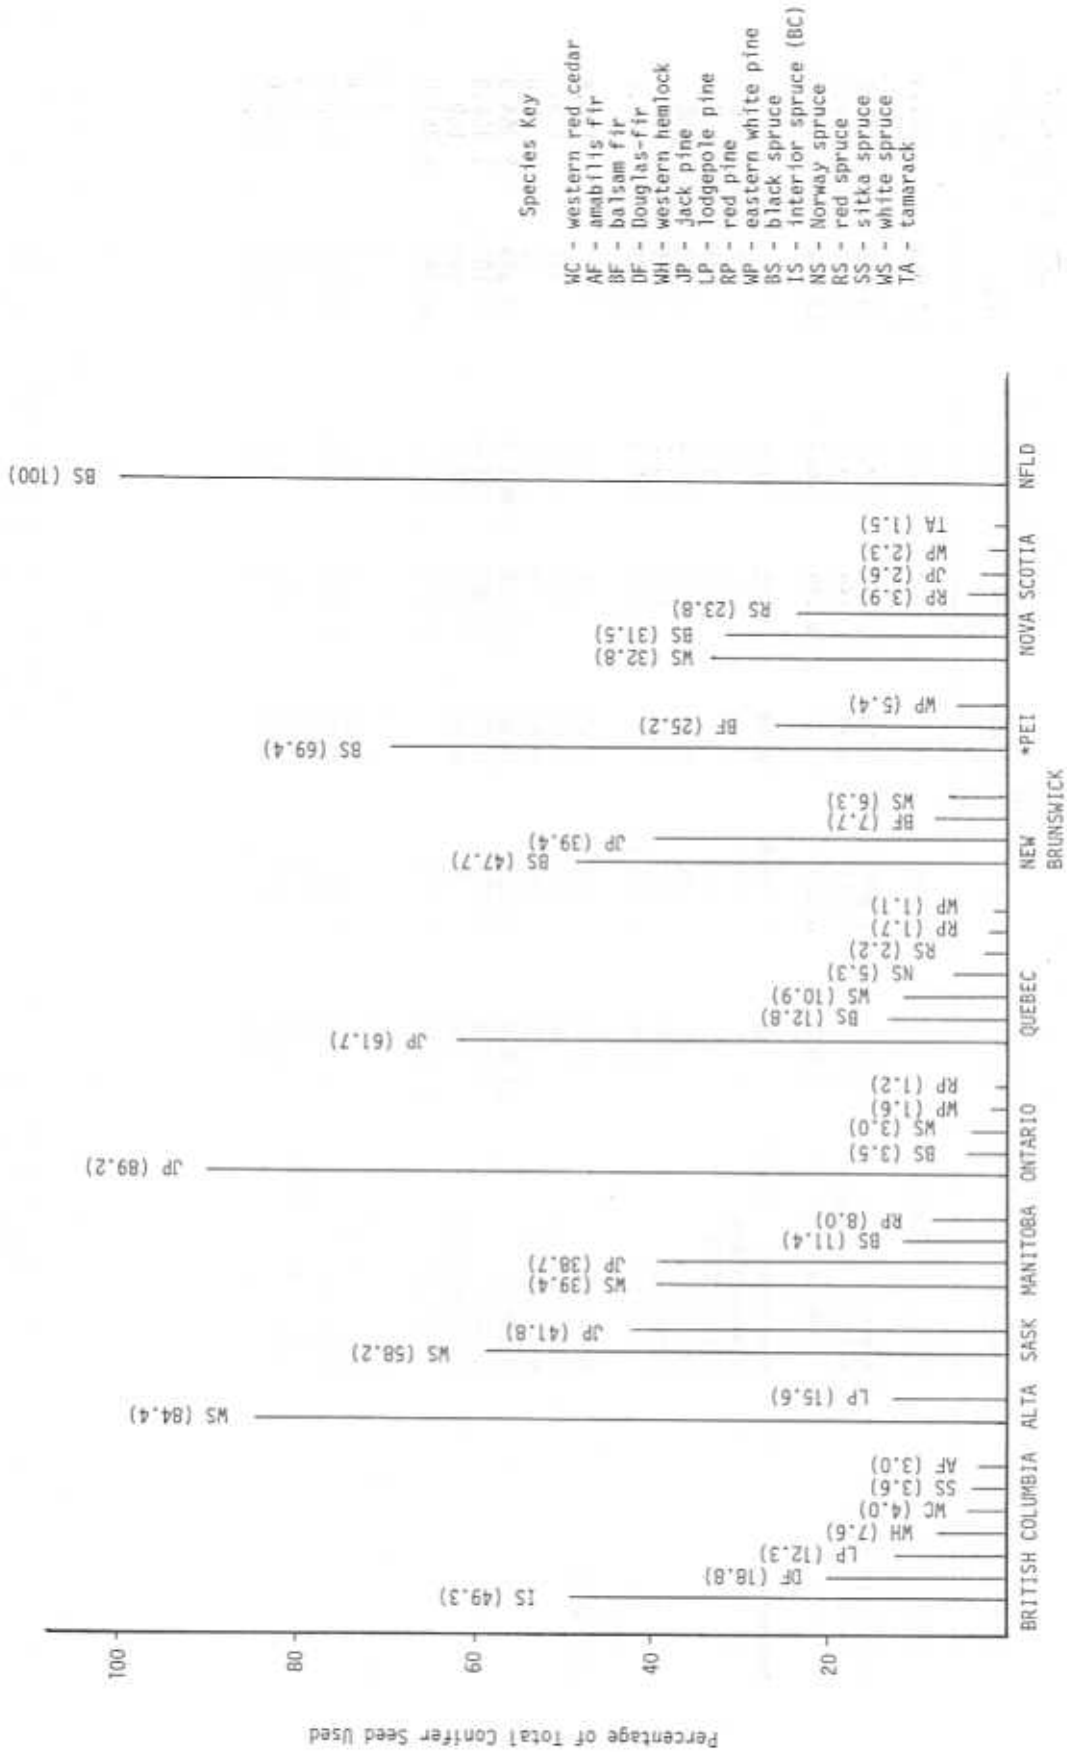 Percentage of Total Conifer Seed Used
100
80
60
40
20
IS (49.3)
DF (18.8)
LP (12.3)
WH (7.6)
WC (4.0)
SS (3.6)
AF (3.0)
BRITISH COLUMBIA
WS (84.4)
LP (15.6)
ALTA
WS (58.2)
JP (41.8)
SASK
WS (39.4)
JP (38.7)
BS (11.4)
RP (8.0)
MANITOBA
JP (89.2)
BS (3.5)
WS (3.0)
WP (1.6)
RP (1.2)
ONTARIO
JP (61.7)
BS (12.8)
WS (10.9)
NS (5.3)
RS (2.2)
RP (1.7)
WP (1.1)
QUEBEC
BS (47.7)
JP (39.4)
BF (7.7)
WS (6.3)
NEW
BRUNSWICK
BS (69.4)
BF (25.2)
WP (5.4)
*PEI
WS (32.8)
BS (31.5)
RS (23.8)
RP (3.9)
JP (2.6)
WP (2.3)
TA (1.5)
NOVA SCOTIA
BS (100)
NFLD
Species Key
WC - western red cedar
AF - amabilis fir
BF - balsam fir
DF - Douglas-fir
WH - western hemlock
JP - jack pine
LP - lodgepole pine
RP - red pine
WP - eastern white pine
BS - black spruce
IS - interior spruce (BC)
NS - Norway spruce
RS - red spruce
SS - sitka spruce
WS - white spruce
TA - tamarack